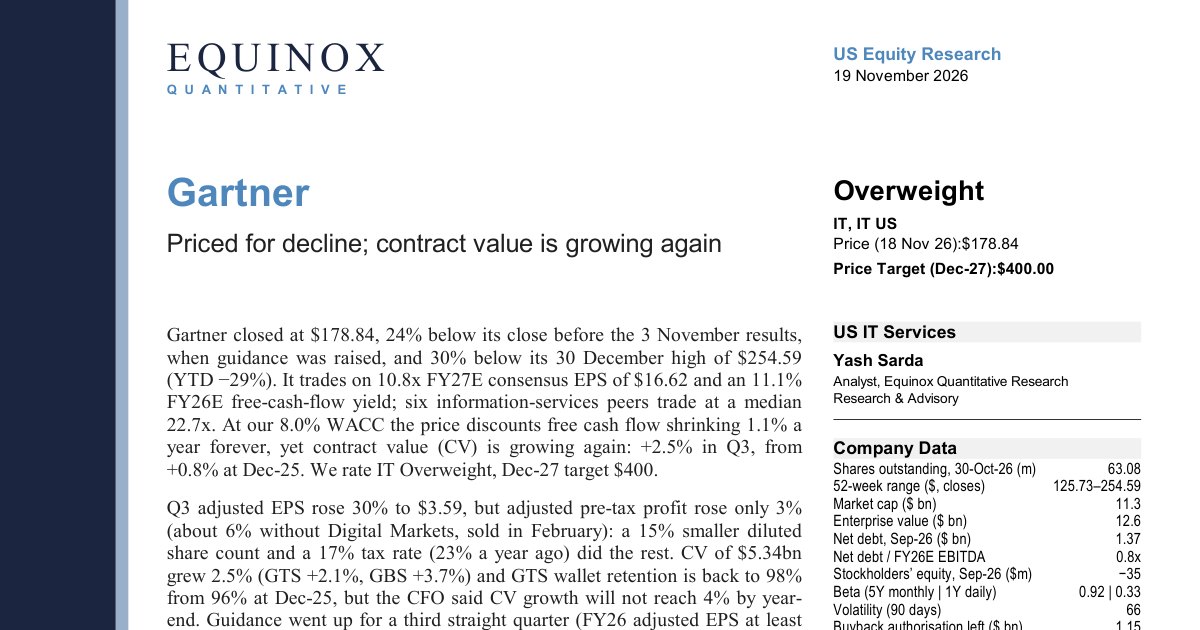 EQUINOX
QUANTITATIVE
US Equity Research
19 November 2026
Gartner
Priced for decline; contract value is growing again
Overweight
IT, IT US
Price (18 Nov 26):$178.84
Price Target (Dec-27):$400.00
Gartner closed at $178.84, 24% below its close before the 3 November results,
when guidance was raised, and 30% below its 30 December high of $254.59
(YTD −29%). It trades on 10.8x FY27E consensus EPS of $16.62 and an 11.1%
FY26E free-cash-flow yield; six information-services peers trade at a median
22.7x. At our 8.0% WACC the price discounts free cash flow shrinking 1.1% a
year forever, yet contract value (CV) is growing again: +2.5% in Q3, from
+0.8% at Dec-25. We rate IT Overweight, Dec-27 target $400.
Q3 adjusted EPS rose 30% to $3.59, but adjusted pre-tax profit rose only 3%
(about 6% without Digital Markets, sold in February): a 15% smaller diluted
share count and a 17% tax rate (23% a year ago) did the rest. CV of $5.34bn
grew 2.5% (GTS +2.1%, GBS +3.7%) and GTS wallet retention is back to 98%
from 96% at Dec-25, but the CFO said CV growth will not reach 4% by year-
end. Guidance went up for a third straight quarter (FY26 adjusted EPS at least
US IT Services
Yash Sarda
Analyst, Equinox Quantitative Research
Research & Advisory
Company Data
Shares outstanding, 30-Oct-26 (m) 63.08
52-week range ($, closes) 125.73–254.59
Market cap ($ bn) 11.3
Enterprise value ($ bn) 12.6
Net debt, Sep-26 ($ bn) 1.37
Net debt / FY26E EBITDA 0.8x
Stockholders' equity, Sep-26 ($m) −35
Beta (5Y monthly | 1Y daily) 0.92 | 0.33
Volatility (90 days) 66
Buyback authorisation left ($ bn) 1.15